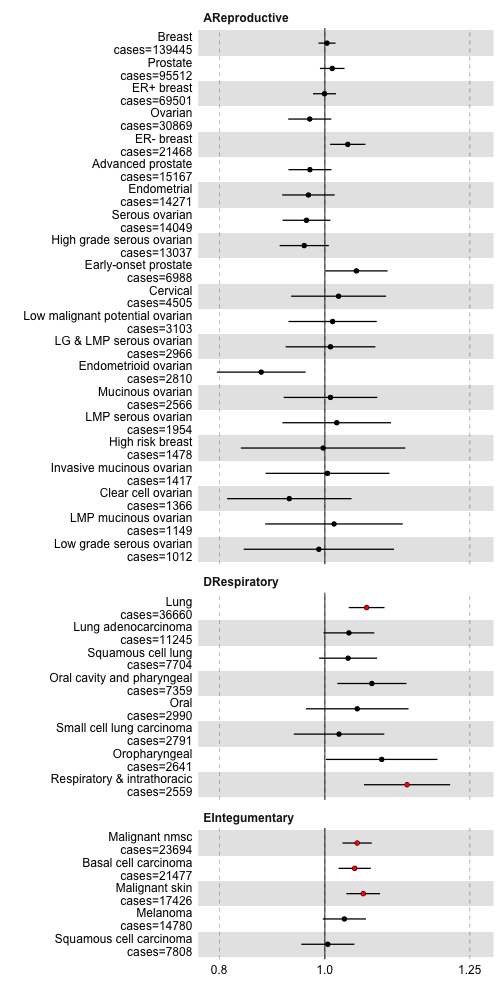 AReproductive
Breast
cases=139445
Prostate
cases=95512
ER+ breast
cases=69501
Ovarian
cases=30869
ER- breast
cases=21468
Advanced prostate
cases=15167
Endometrial
cases=14271
Serous ovarian
cases=14049
High grade serous ovarian
cases=13037
Early-onset prostate
cases=6988
Cervical
cases=4505
Low malignant potential ovarian
cases=3103
LG & LMP serous ovarian
cases=2966
Endometrioid ovarian
cases=2810
Mucinous ovarian
cases=2566
LMP serous ovarian
cases=1954
High risk breast
cases=1478
Invasive mucinous ovarian
cases=1417
Clear cell ovarian
cases=1366
LMP mucinous ovarian
cases=1149
Low grade serous ovarian
cases=1012
DRespiratory
Lung
cases=36660
Lung adenocarcinoma
cases=11245
Squamous cell lung
cases=7704
Oral cavity and pharyngeal
cases=7359
Oral
cases=2990
Small cell lung carcinoma
cases=2791
Oropharyngeal
cases=2641
Respiratory & intrathoracic
cases=2559
EIntegumentary
Malignant nmsc
cases=23694
Basal cell carcinoma
cases=21477
Malignant skin
cases=17426
Melanoma
cases=14780
Squamous cell carcinoma
cases=7808
0.8 1.0 1.25